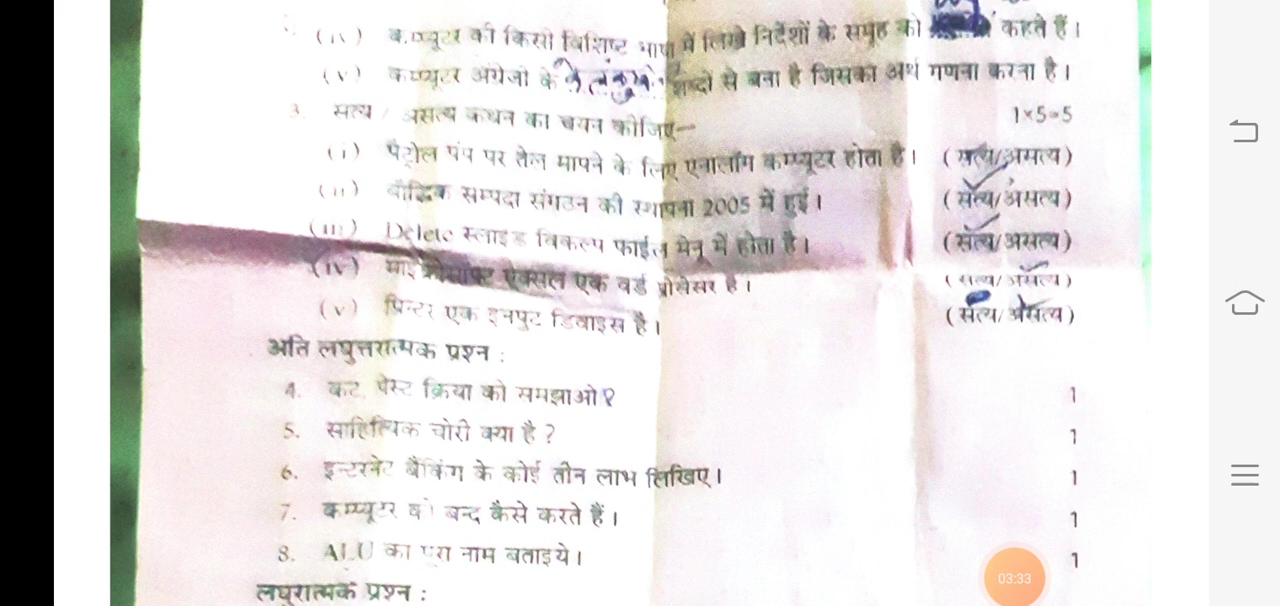 (iv) कम्प्यूटर की किसी विशिष्ट भाषा में लिखे निर्देशों के समूह को कहते हैं।
(v) कम्प्यूटर अंग्रेजी के शब्दों से बना है जिसका अर्थ गणना करना है।
3. सत्य / असत्य कथन का चयन कीजिए— 1×5=5
(i) पैट्रोल पंप पर तेल मापने के लिए एनालॉग कम्प्यूटर होता है। (सत्य/असत्य)
(ii) बौद्धिक सम्पदा संगठन की स्थापना 2005 में हुई। (सत्य/असत्य)
(iii) Delete स्लाइड विकल्प फाईल मेनू में होता है। (सत्य/असत्य)
(iv) माइक्रोसाफ्ट ऐक्सल एक वर्ड प्रोसेसर है। (सत्य/असत्य)
(v) प्रिन्टर एक इनपुट डिवाइस है। (सत्य/असत्य)
अति लघुत्तरात्मक प्रश्न :
4. कट, पेस्ट क्रिया को समझाओ? 1
5. साहित्यिक चोरी क्या है? 1
6. इन्टरनेट बैंकिंग के कोई तीन लाभ लिखिए। 1
7. कम्प्यूटर को बन्द कैसे करते हैं। 1
8. ALU का पूरा नाम बताइये। 1
लघुरात्मक प्रश्न :
03:33